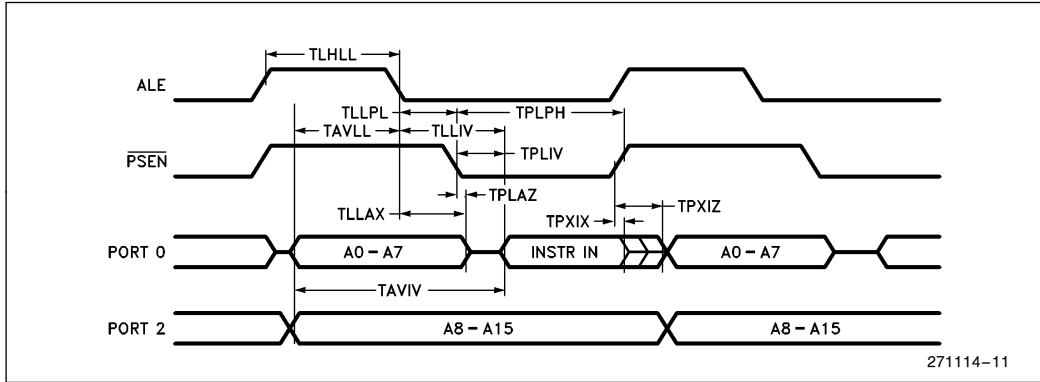 TLHLL
ALE
TLLPL
TPLPH
TAVLL
TLLIV
PSEN
TPLIV
TPLAZ
TLLAX
TPXIX
TPXIZ
PORT 0
A0 – A7
INSTR IN
A0 – A7
TAVIV
PORT 2
A8 – A15
A8 – A15
271114–11